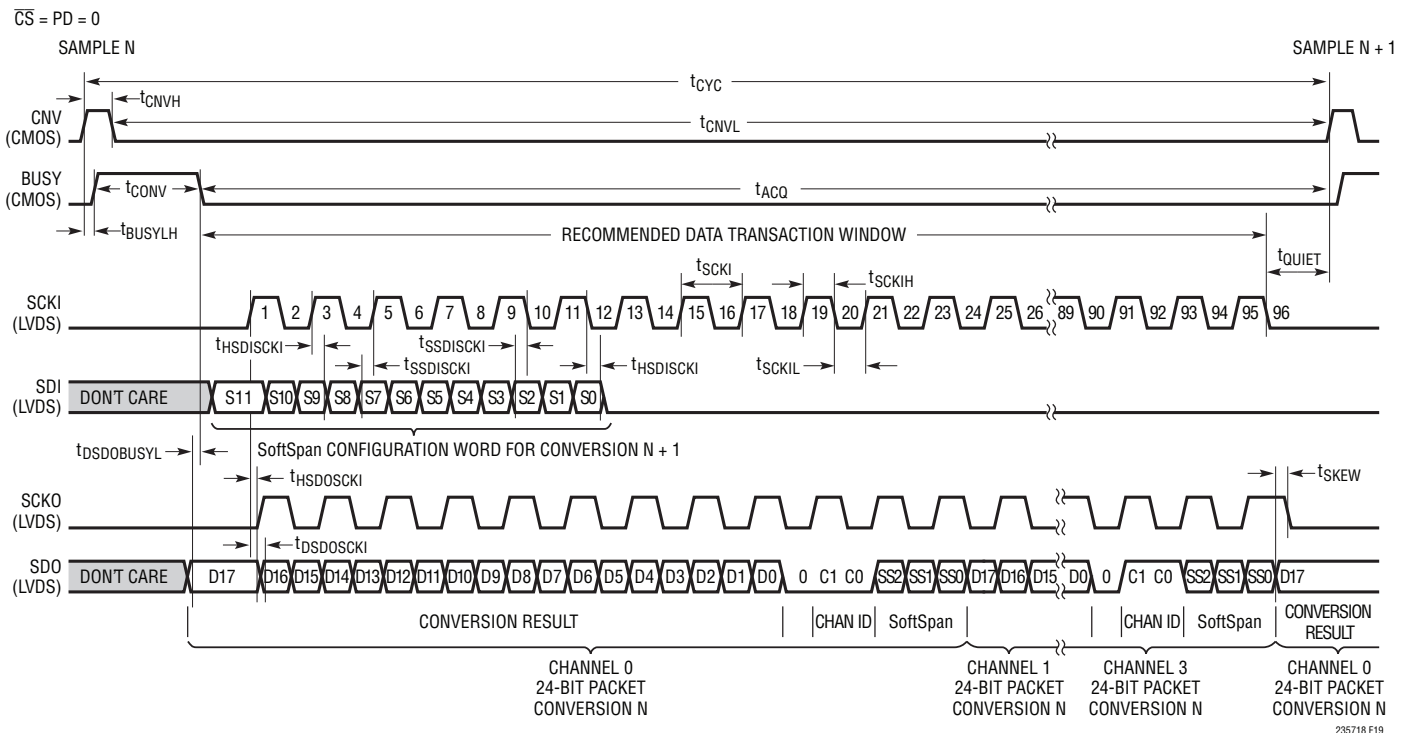 CS = PD = 0
SAMPLE N
SAMPLE N + 1
tCYC
tCNVH
CNV
(CMOS)
tCNVL
BUSY
(CMOS)
tCONV
tACQ
tBUSYLH
RECOMMENDED DATA TRANSACTION WINDOW
tQUIET
tSCKI
tSCKIH
SCKI
(LVDS)
1 2 3 4 5 6 7 8 9 10 11 12 13 14 15 16 17 18 19 20 21 22 23 24 25 26 89 90 91 92 93 94 95 96
tHSDISCKI
tSSDISCKI
tSSDISCKI
tHSDISCKI
tSCKIL
SDI
(LVDS)
DON'T CARE
S11 S10 S9 S8 S7 S6 S5 S4 S3 S2 S1 S0
tDSDOBUSYL
SoftSpan CONFIGURATION WORD FOR CONVERSION N + 1
tHSDOSCKI
tSKEW
SCKO
(LVDS)
tDSDOSCKI
SDO
(LVDS)
DON'T CARE
D17 D16 D15 D14 D13 D12 D11 D10 D9 D8 D7 D6 D5 D4 D3 D2 D1 D0 0 C1 C0 SS2 SS1 SS0 D17 D16 D15 D0 0 C1 C0 SS2 SS1 SS0 D17
CONVERSION RESULT
CHAN ID
SoftSpan
CHAN ID
SoftSpan
CONVERSION
RESULT
CHANNEL 0
24-BIT PACKET
CONVERSION N
CHANNEL 1
24-BIT PACKET
CONVERSION N
CHANNEL 3
24-BIT PACKET
CONVERSION N
CHANNEL 0
24-BIT PACKET
CONVERSION N
235718 F19